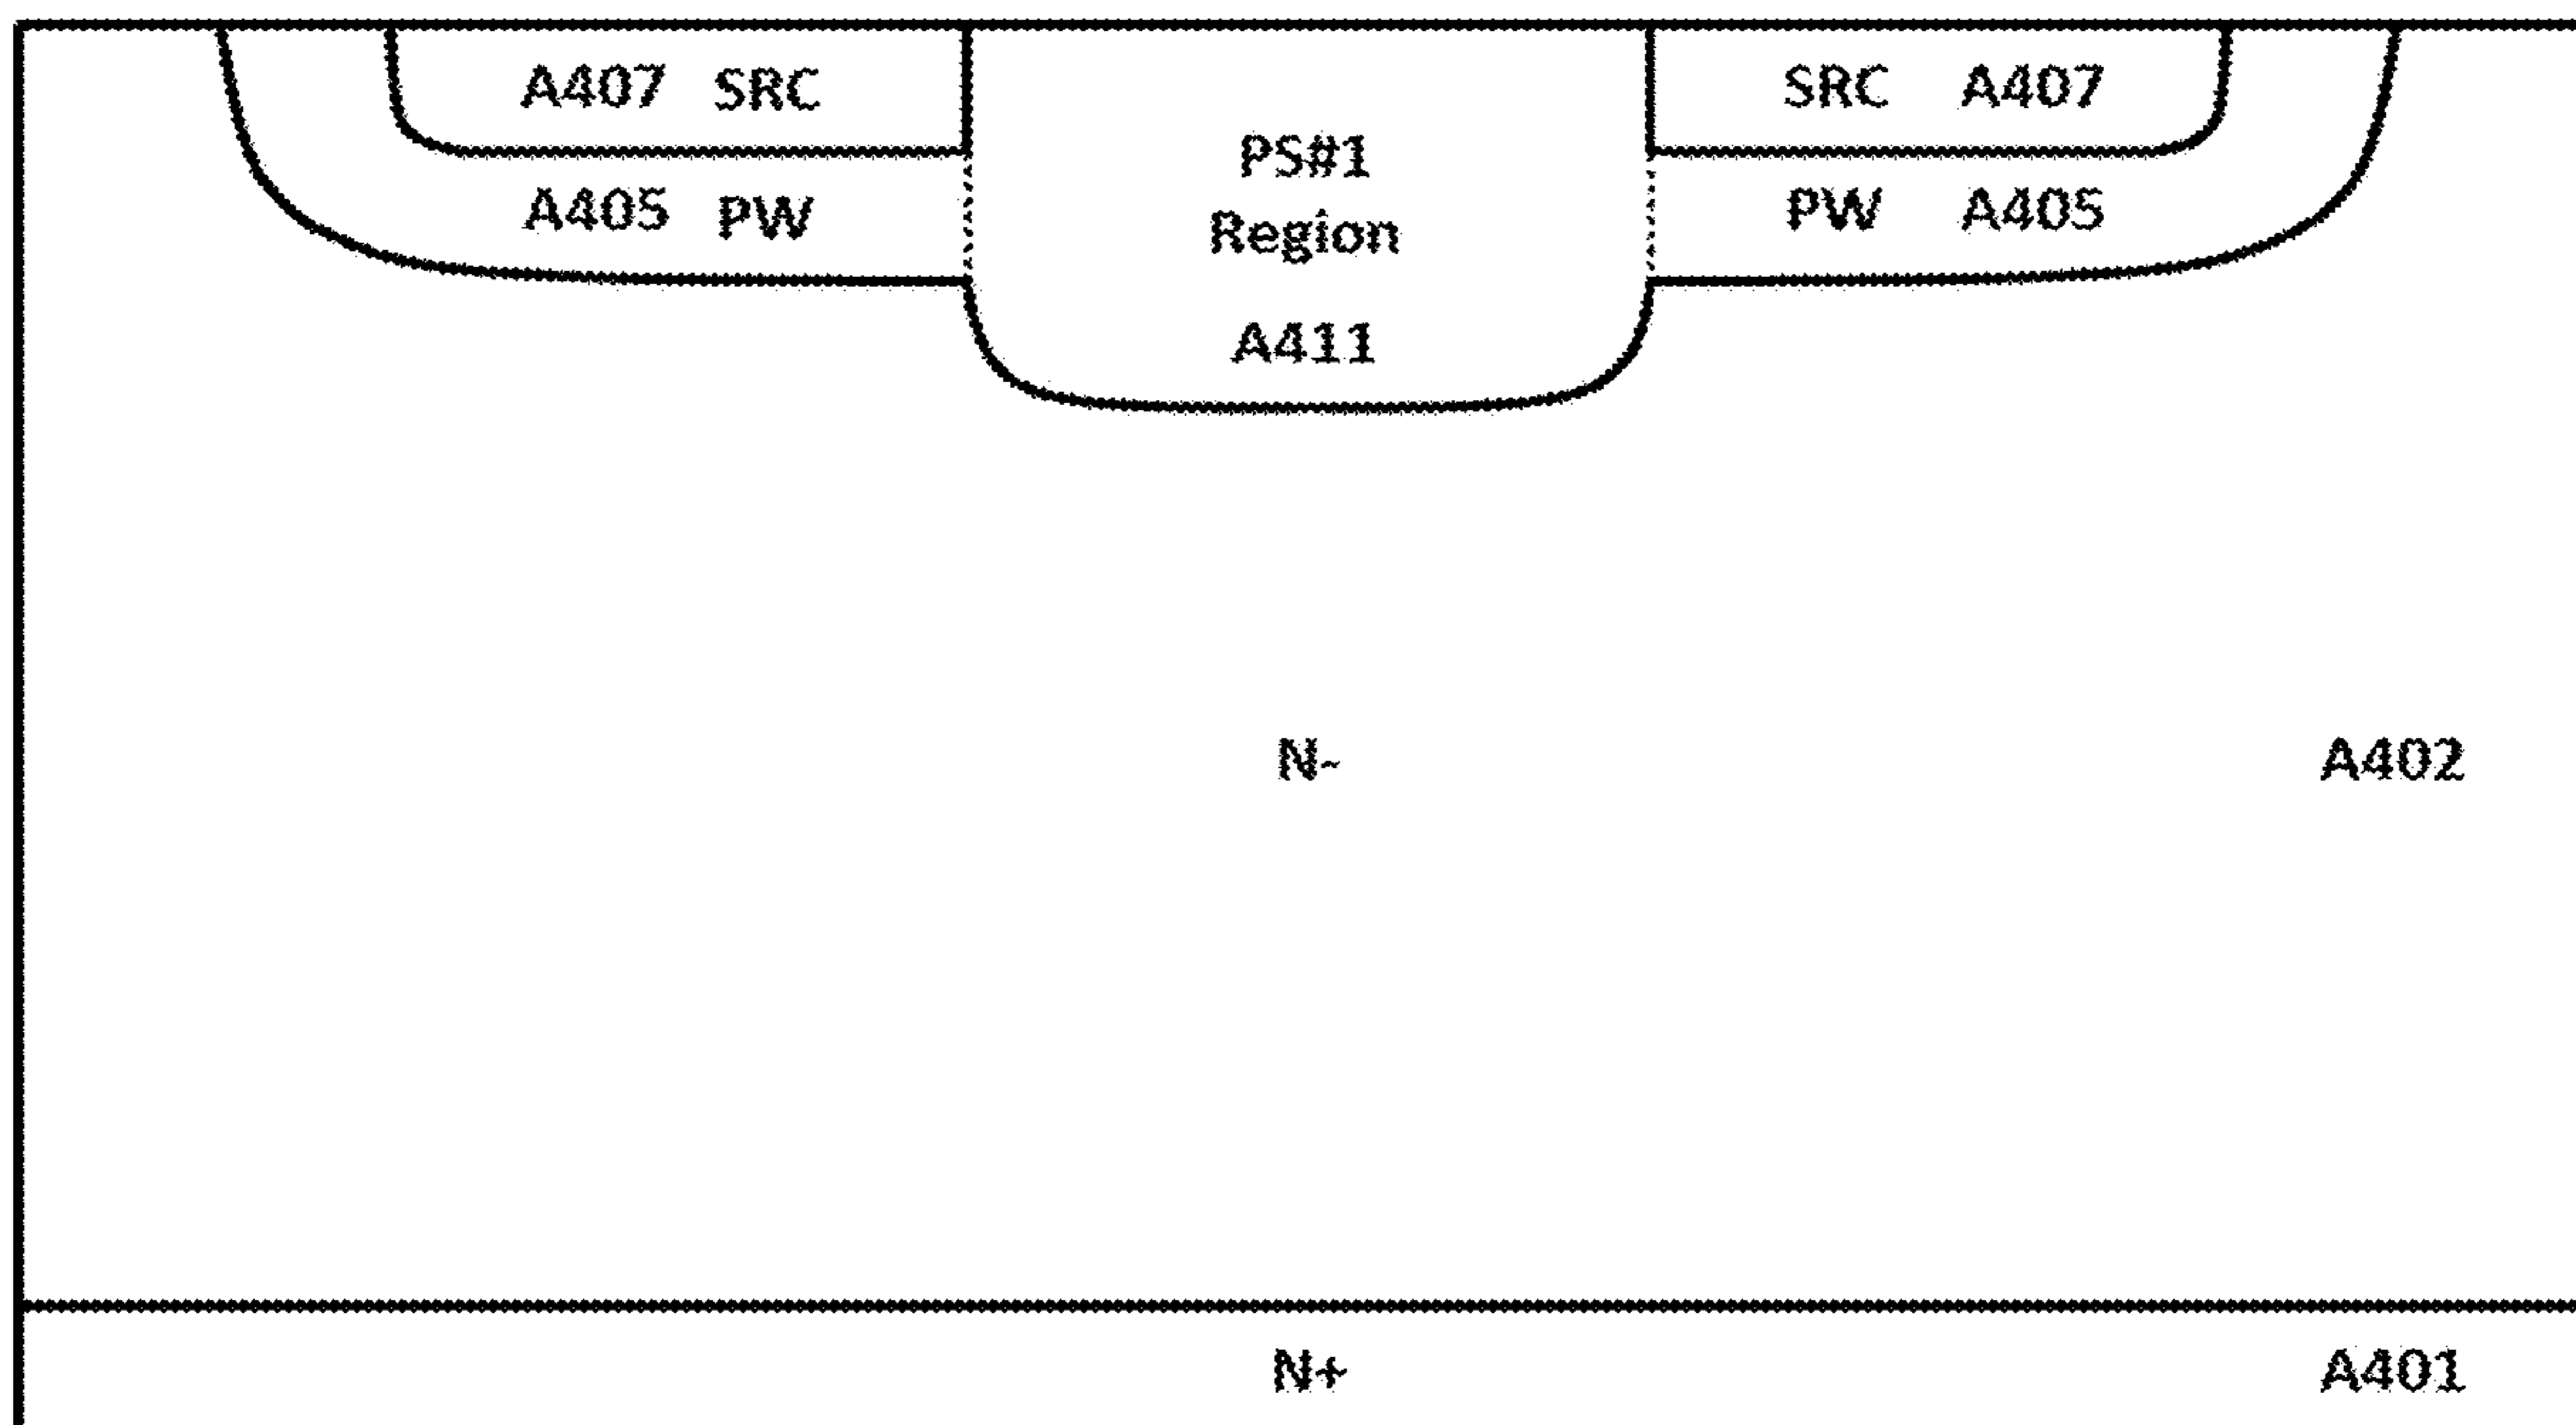 A407 SRC
SRC A407
PS#1
Region
A405 PW
PW A405
A411
N-
A402
N+
A401